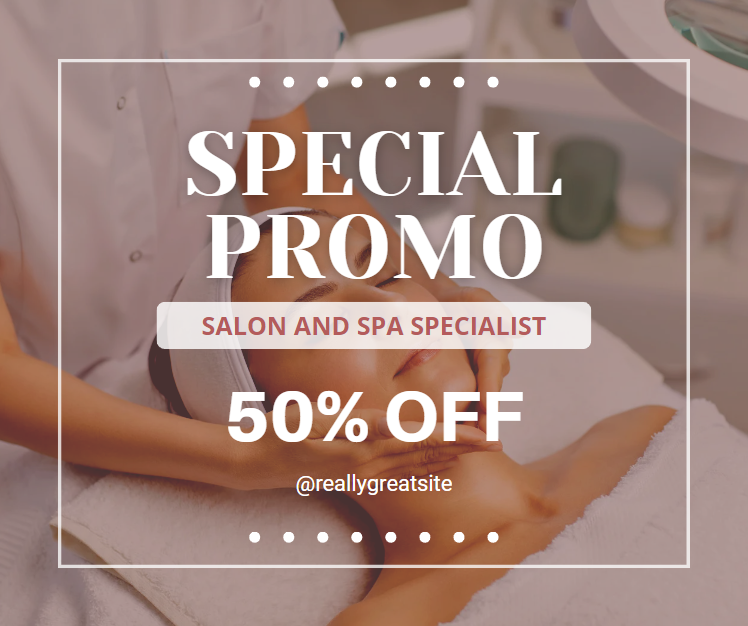 SPECIAL
PROMO
SALON AND SPA SPECIALIST
50% OFF
@reallygreatsite